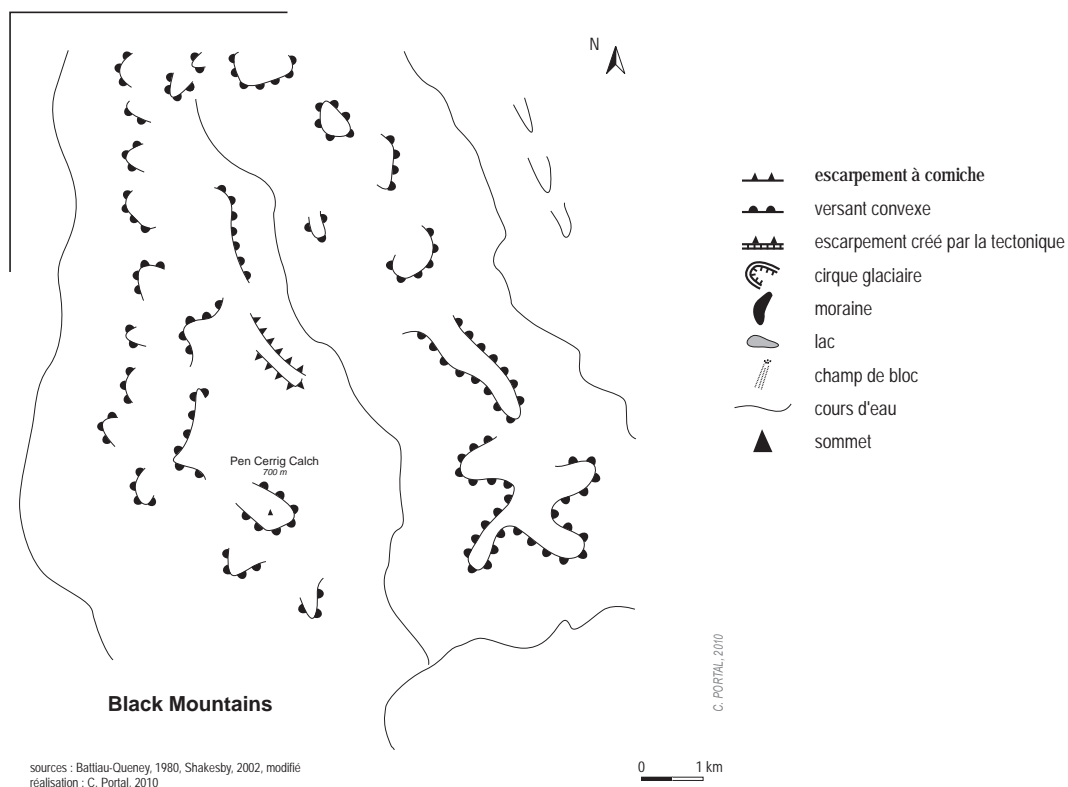 N
escarpement à corniche
versant convexe
escarpement créé par la tectonique
cirque glaciaire
moraine
lac
champ de bloc
cours d'eau
sommet
Pen Cerrig Calch
700 m
C. PORTAL, 2010
Black Mountains
0 1 km
sources : Battiau-Queney, 1980, Shakesby, 2002, modifié
réalisation : C. Portal, 2010